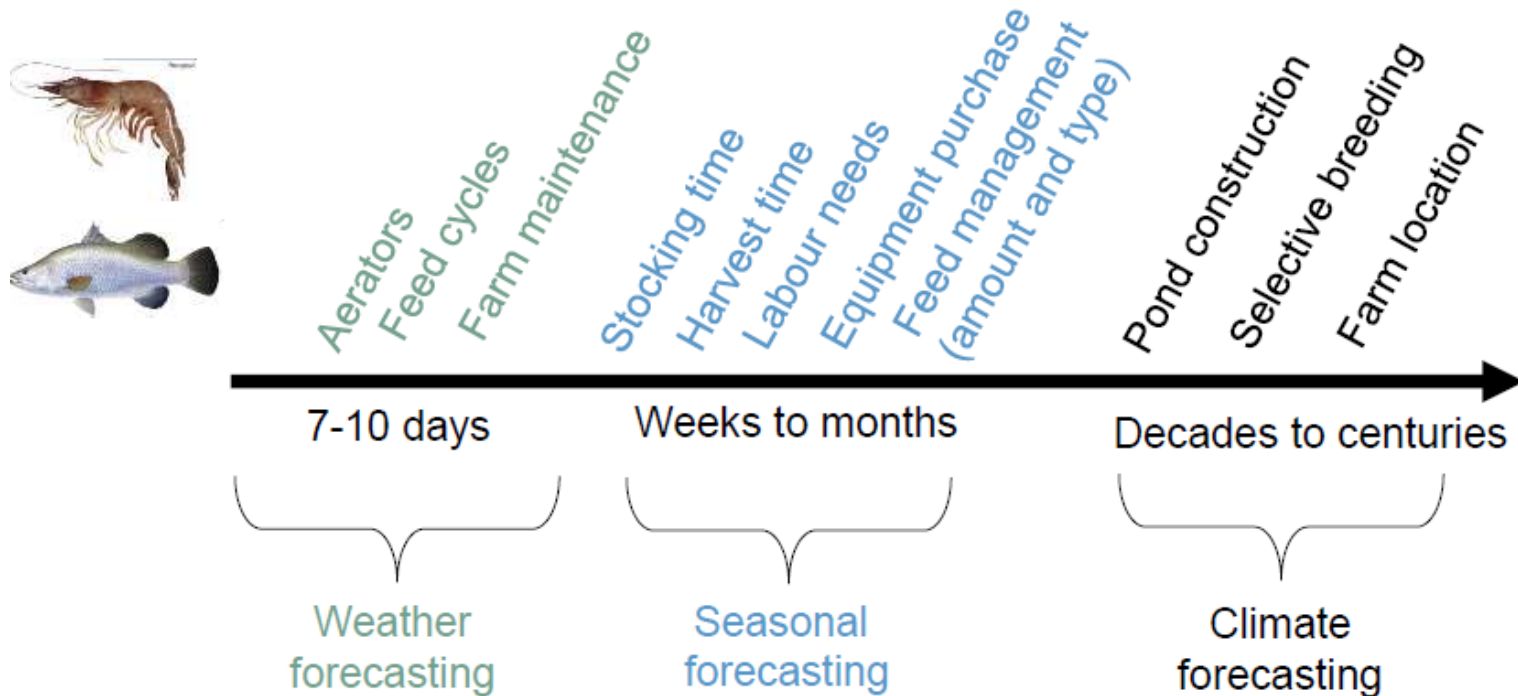 Aerators
Feed cycles
Farm maintenance
Stocking time
Harvest time
Labour needs
Equipment purchase
Feed management
(amount and type)
Pond construction
Selective breeding
Farm location
7-10 days
Weeks to months
Decades to centuries
Weather
forecasting
Seasonal
forecasting
Climate
forecasting